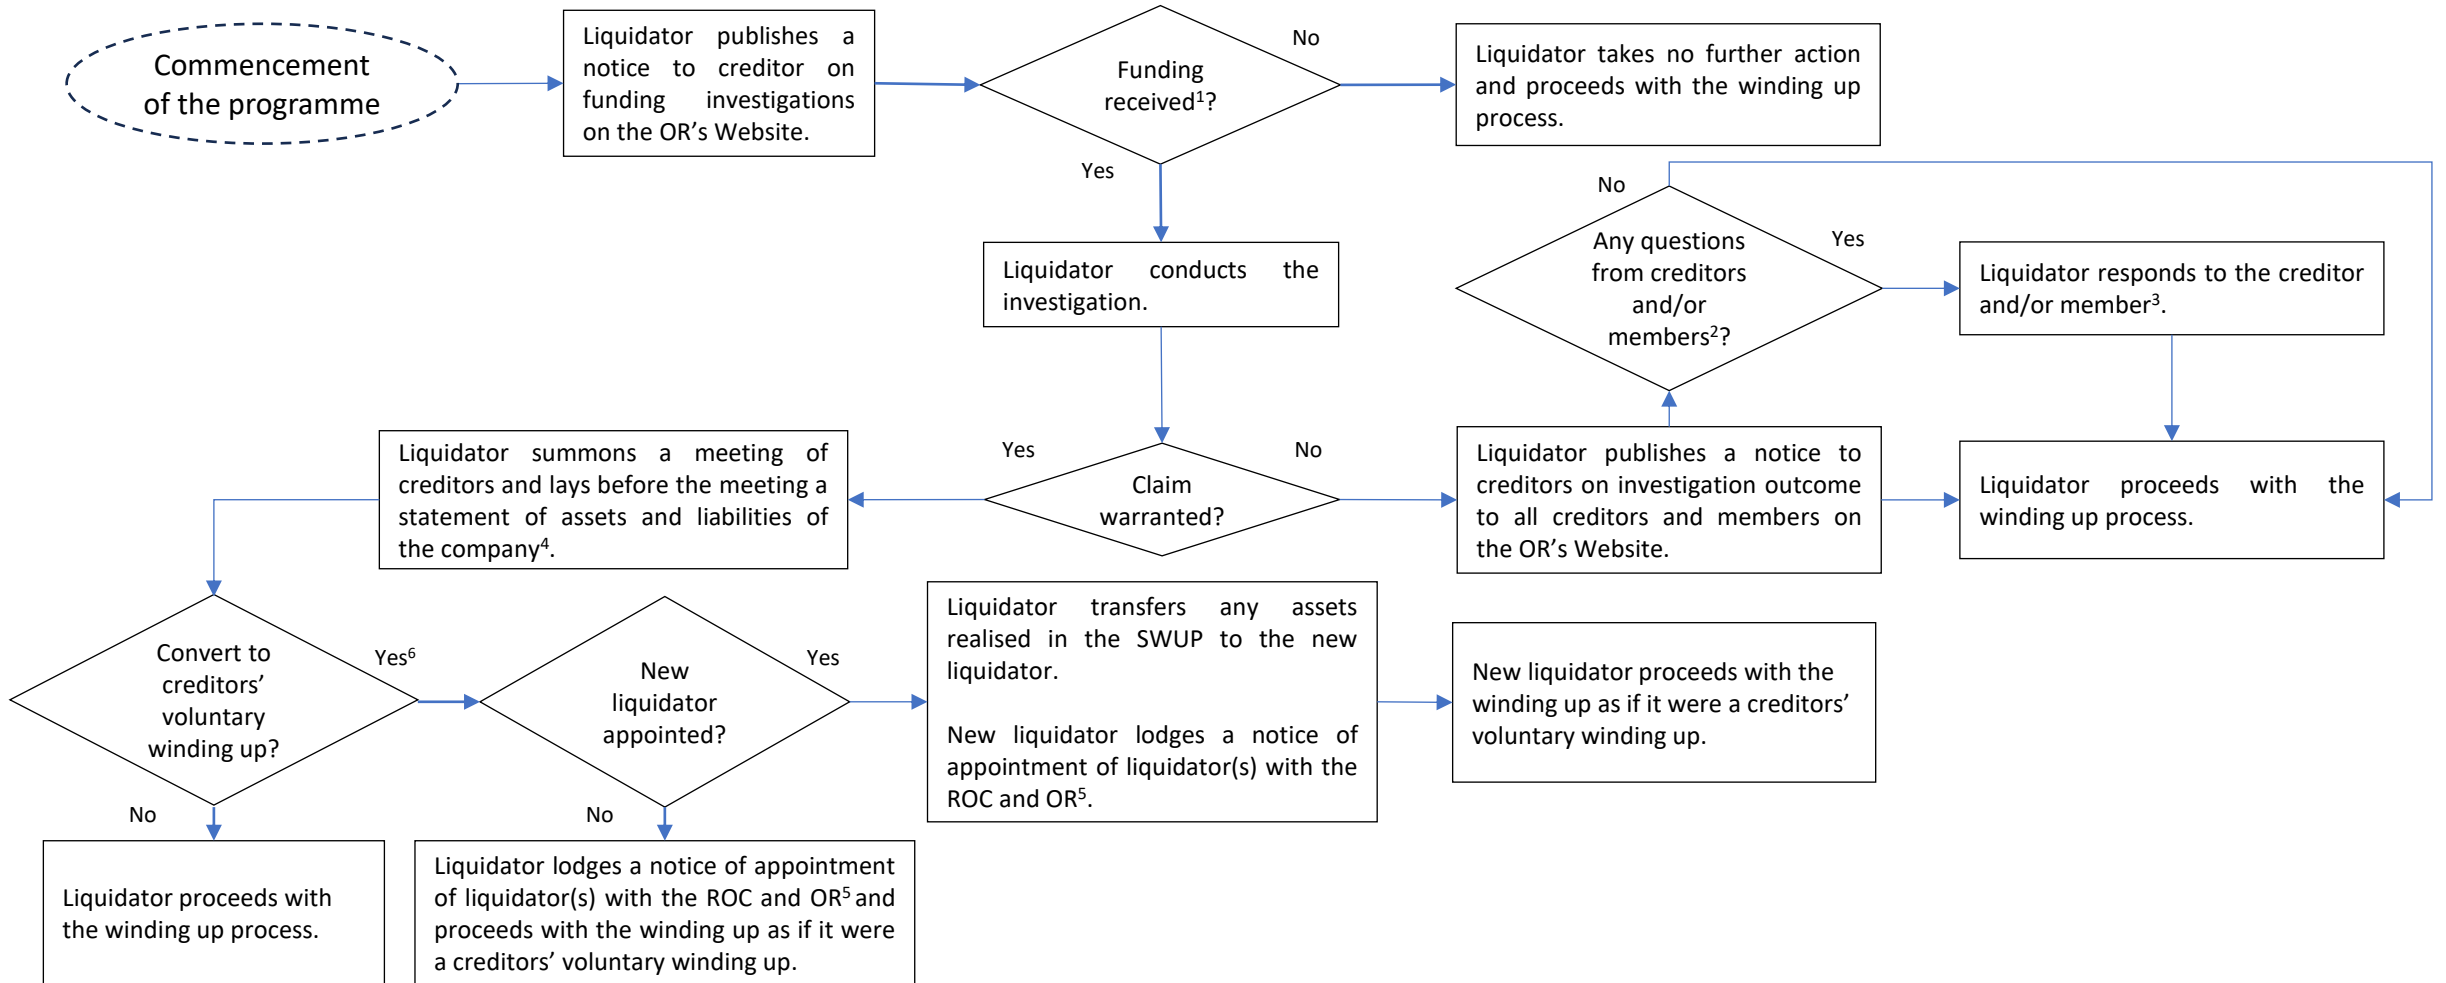 Commencement
of the programme
Liquidator publishes a
notice to creditor on
funding investigations
on the OR’s Website.
Funding
received¹?
No
Liquidator takes no further action
and proceeds with the winding up
process.
Yes
Liquidator conducts the
investigation.
No
Any questions
from creditors
and/or
members²?
Yes
Liquidator responds to the creditor
and/or member³.
Liquidator summons a meeting of
creditors and lays before the meeting a
statement of assets and liabilities of
the company⁴.
Yes
Claim
warranted?
No
Liquidator publishes a notice to
creditors on investigation outcome
to all creditors and members on
the OR’s Website.
Liquidator proceeds with the
winding up process.
Convert to
creditors’
voluntary
winding up?
Yes⁶
New
liquidator
appointed?
Yes
Liquidator transfers any assets
realised in the SWUP to the new
liquidator.
New liquidator lodges a notice of
appointment of liquidator(s) with the
ROC and OR⁵.
New liquidator proceeds with the
winding up as if it were a creditors’
voluntary winding up.
No
Liquidator proceeds with
the winding up process.
No
Liquidator lodges a notice of appointment
of liquidator(s) with the ROC and OR⁵ and
proceeds with the winding up as if it were
a creditors’ voluntary winding up.